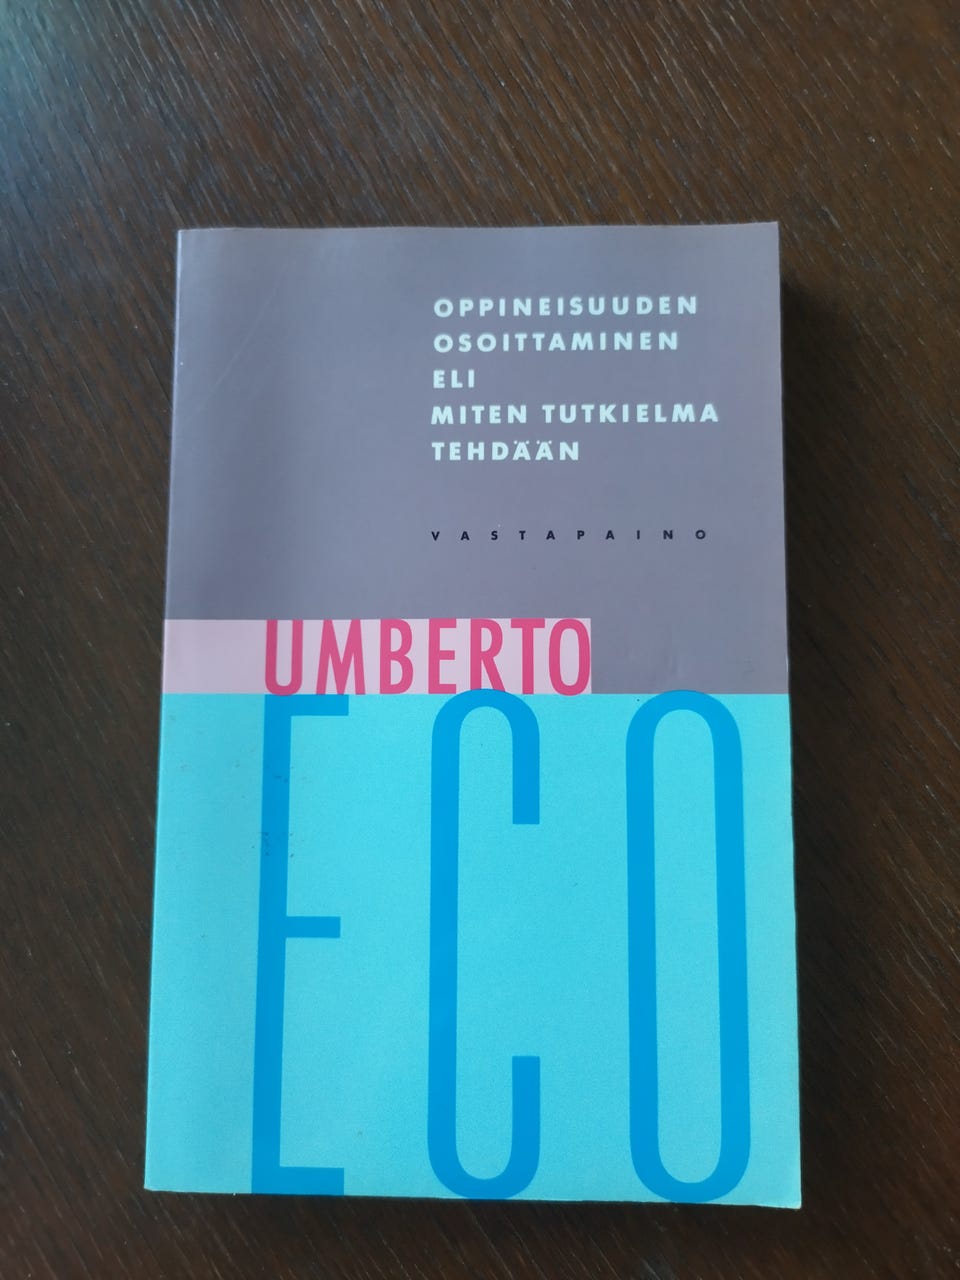 OPPINEISUUDEN
OSOITTAMINEN
ELI
MITEN TUTKIELMA
TEHDÄÄN
VASTAPAINO
UMBERTO
ECO